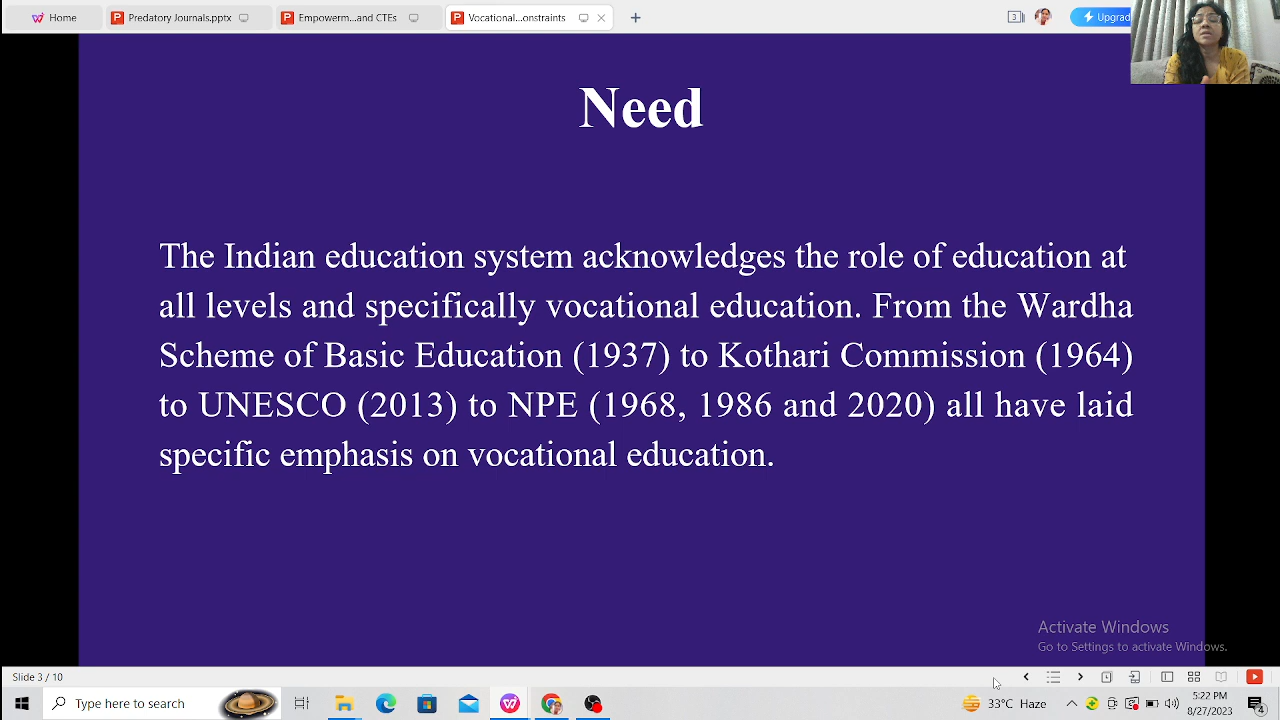 Home
Predatory Journals.pptx
Empowerm...and CTEs
Vocational...onstraints
3
Upgrad
Need
The Indian education system acknowledges the role of education at
all levels and specifically vocational education. From the Wardha
Scheme of Basic Education (1937) to Kothari Commission (1964)
to UNESCO (2013) to NPE (1968, 1986 and 2020) all have laid
specific emphasis on vocational education.
Activate Windows
Go to Settings to activate Windows.
Slide 3 / 10
Type here to search
33°C Haze
5:22 PM
8/27/2023
4